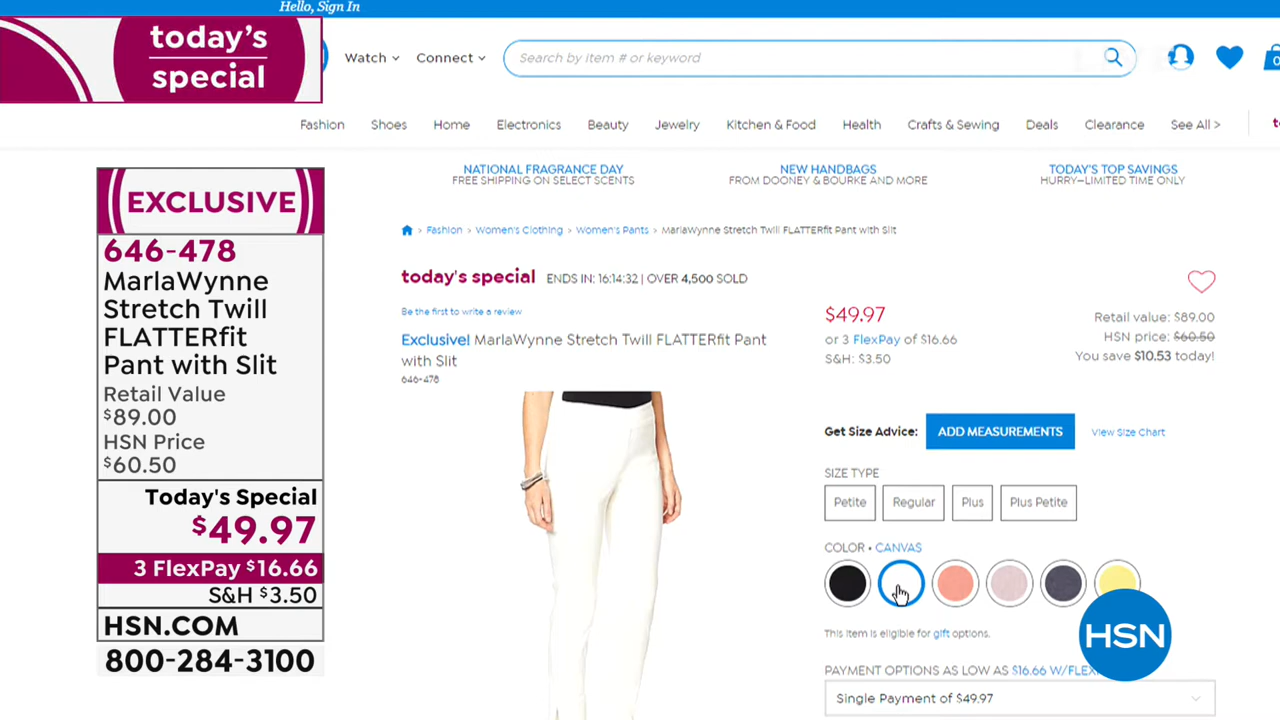 Hello, Sign In
today's
special
Watch
Connect
Search by item # or keyword
0
Fashion
Shoes
Home
Electronics
Beauty
Jewelry
Kitchen & Food
Health
Crafts & Sewing
Deals
Clearance
See All >
NATIONAL FRAGRANCE DAY
FREE SHIPPING ON SELECT SCENTS
NEW HANDBAGS
FROM DOONEY & BOURKE AND MORE
TODAY'S TOP SAVINGS
HURRY—LIMITED TIME ONLY
EXCLUSIVE
646-478
MarlaWynne
Stretch Twill
FLATTERfit
Pant with Slit
Retail Value
$89.00
HSN Price
$60.50
Today's Special
$49.97
3 FlexPay $16.66
S&H $3.50
HSN.COM
800-284-3100
> Fashion > Women's Clothing > Women's Pants > MarlaWynne Stretch Twill FLATTERfit Pant with Slit
today's special ENDS IN: 16:14:32 | OVER 4,500 SOLD
Be the first to write a review
Exclusive! MarlaWynne Stretch Twill FLATTERfit Pant
with Slit
646-478
$49.97
or 3 FlexPay of $16.66
S&H: $3.50
Retail value: $89.00
HSN price: $60.50
You save $10.53 today!
Get Size Advice:
ADD MEASUREMENTS
View Size Chart
SIZE TYPE
Petite
Regular
Plus
Plus Petite
COLOR • CANVAS
This item is eligible for gift options.
HSN
PAYMENT OPTIONS AS LOW AS $16.66 W/FLEX
Single Payment of $49.97